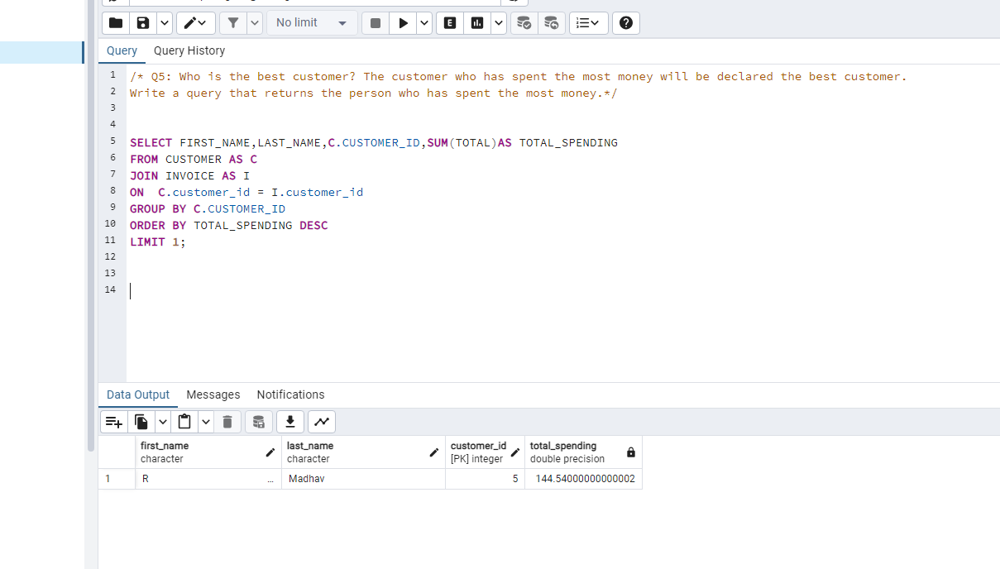 No limit
E
Query Query History
1 /* Q5: Who is the best customer? The customer who has spent the most money will be declared the best customer.
2 Write a query that returns the person who has spent the most money.*/
3
4
5 SELECT FIRST_NAME,LAST_NAME,C.CUSTOMER_ID,SUM(TOTAL)AS TOTAL_SPENDING
6 FROM CUSTOMER AS C
7 JOIN INVOICE AS I
8 ON  C.customer_id = I.customer_id
9 GROUP BY C.CUSTOMER_ID
10 ORDER BY TOTAL_SPENDING DESC
11 LIMIT 1;
12
13
14
Data Output Messages Notifications
first_name last_name customer_id total_spending
character character [PK] integer double precision
1 R ... Madhav 5 144.54000000000002